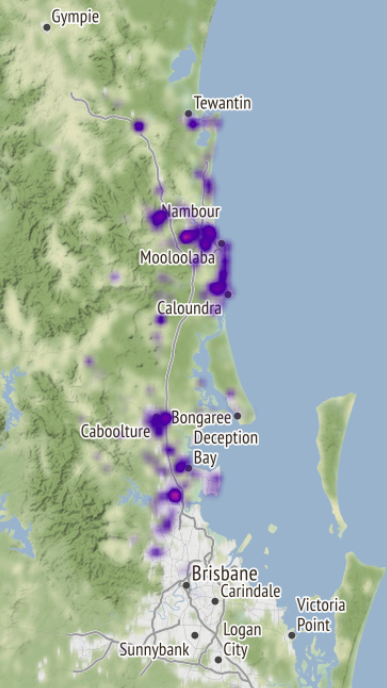 Gympie
Tewantin
Nambour
Mooloolaba
Caloundra
Bongaree
Caboolture
Deception
Bay
Brisbane
Carindale
Victoria
Point
Logan
City
Sunnybank